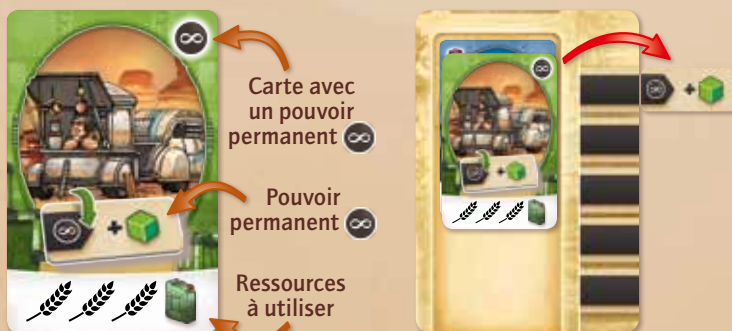 Carte avec
un pouvoir
permanent ∞
Pouvoir
permanent ∞
Ressources
à utiliser